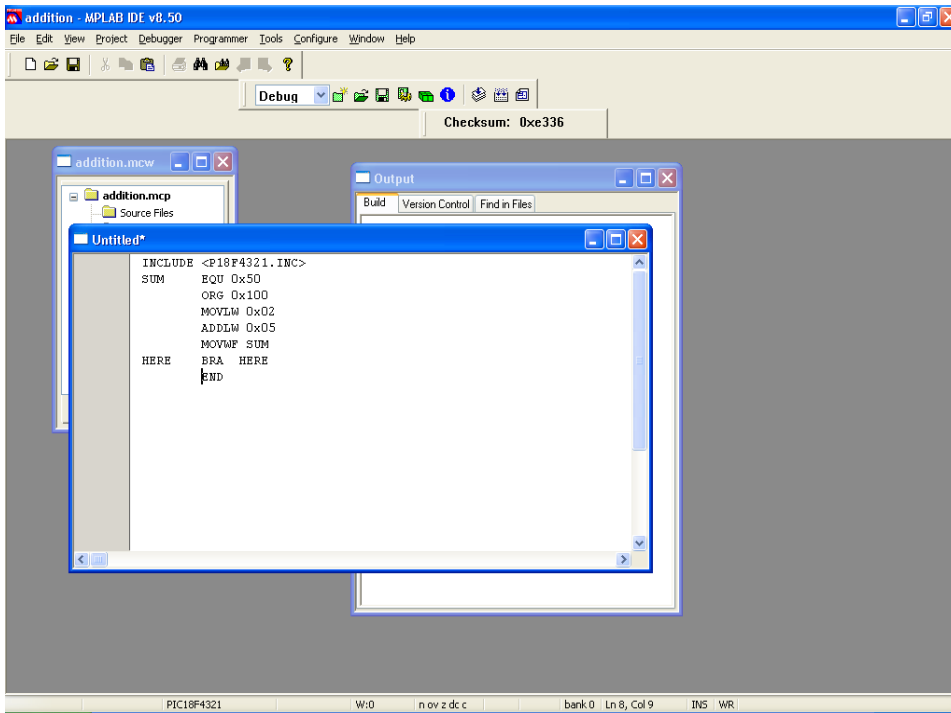 addition - MPLAB IDE v8.50
File Edit View Project Debugger Programmer Tools Configure Window Help
Debug
Checksum: 0xe336
addition.mcw
addition.mcp
Source Files
Output
Build Version Control Find in Files
Untitled*
INCLUDE <P18F4321.INC>
SUM EQU 0x50
ORG 0x100
MOVLW 0x02
ADDLW 0x05
MOVWF SUM
HERE BRA HERE
END
PIC18F4321 W:0 n ov z dc c bank 0 Ln 8, Col 9 INS WR